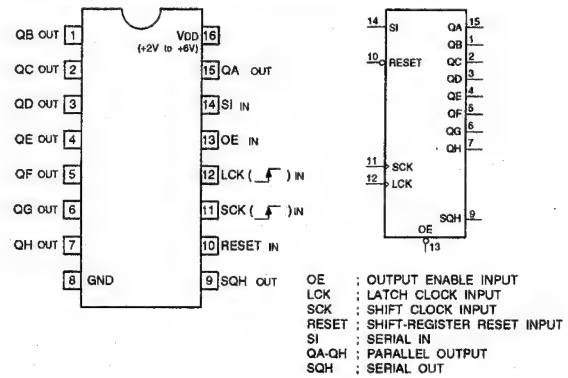 QB OUT 1
QC OUT 2
QD OUT 3
QE OUT 4
QF OUT 5
QG OUT 6
QH OUT 7
8 GND
VDD 16
(+2V to +6V)
15 QA OUT
14 SI IN
13 OE IN
12 LCK ( ) IN
11 SCK ( ) IN
10 RESET IN
9 SQH OUT
14 SI
10 RESET
11 SCK
12 LCK
QA 15
QB 1
QC 2
QD 3
QE 4
QF 5
QG 6
QH 7
SQH 9
OE
13
OE ; OUTPUT ENABLE INPUT
LCK ; LATCH CLOCK INPUT
SCK ; SHIFT CLOCK INPUT
RESET ; SHIFT-REGISTER RESET INPUT
SI ; SERIAL IN
QA-QH ; PARALLEL OUTPUT
SQH ; SERIAL OUT